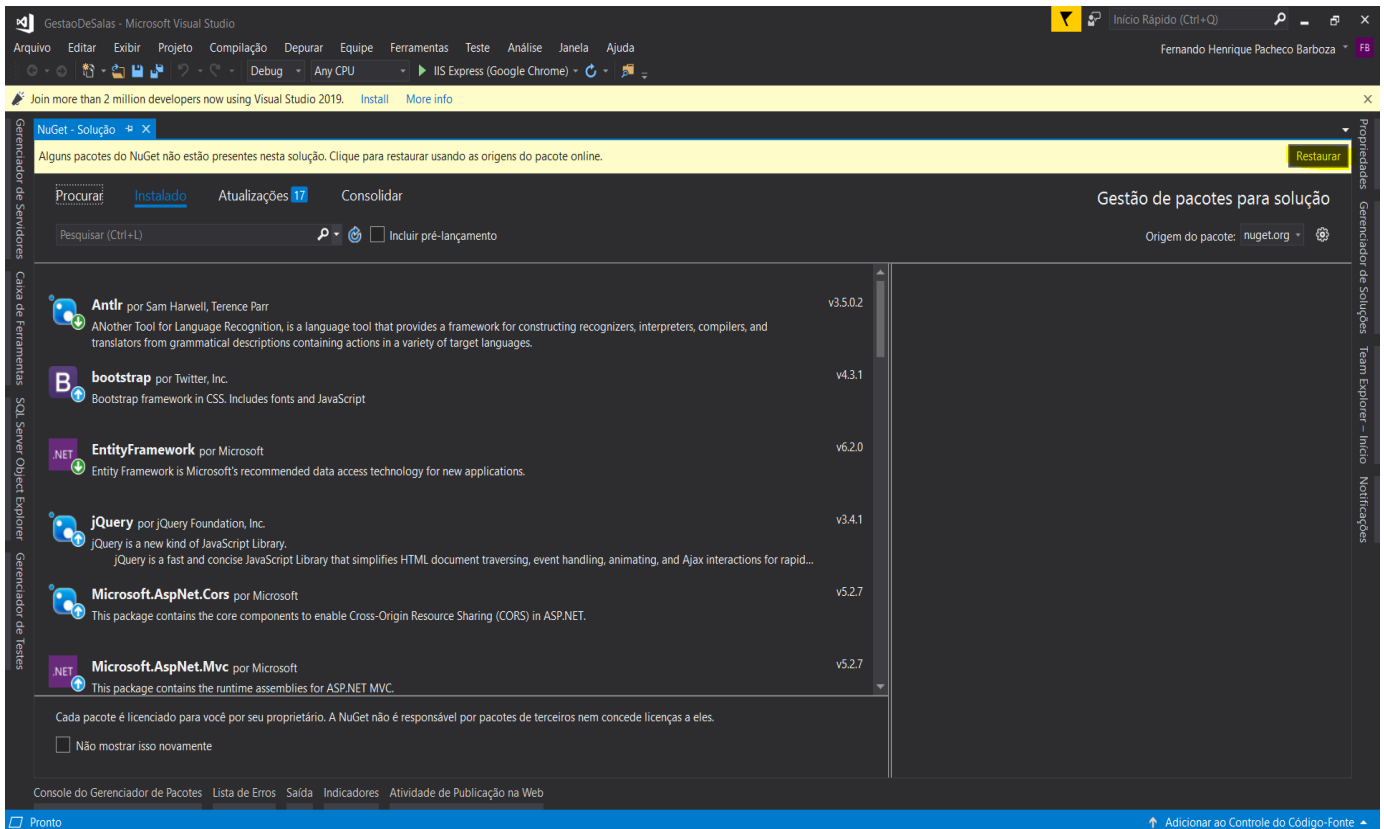 GestaoDeSalas - Microsoft Visual Studio
Início Rápido (Ctrl+Q)
Arquivo Editar Exibir Projeto Compilação Depurar Equipe Ferramentas Teste Análise Janela Ajuda
Fernando Henrique Pacheco Barboza FB
Debug Any CPU IIS Express (Google Chrome)
Join more than 2 million developers now using Visual Studio 2019. Install More info
NuGet - Solução
Alguns pacotes do NuGet não estão presentes nesta solução. Clique para restaurar usando as origens do pacote online.
Restaurar
Procurar Instalado Atualizações 17 Consolidar
Gestão de pacotes para solução
Pesquisar (Ctrl+L)
Incluir pré-lançamento
Origem do pacote: nuget.org
Antlr por Sam Harwell, Terence Parr
v3.5.0.2
ANother Tool for Language Recognition, is a language tool that provides a framework for constructing recognizers, interpreters, compilers, and
translators from grammatical descriptions containing actions in a variety of target languages.
B
bootstrap por Twitter, Inc.
v4.3.1
Bootstrap framework in CSS. Includes fonts and JavaScript
.NET
EntityFramework por Microsoft
v6.2.0
Entity Framework is Microsoft's recommended data access technology for new applications.
jQuery por jQuery Foundation, Inc.
v3.4.1
jQuery is a new kind of JavaScript Library.
jQuery is a fast and concise JavaScript Library that simplifies HTML document traversing, event handling, animating, and Ajax interactions for rapid...
Microsoft.AspNet.Cors por Microsoft
v5.2.7
This package contains the core components to enable Cross-Origin Resource Sharing (CORS) in ASP.NET.
.NET
Microsoft.AspNet.Mvc por Microsoft
v5.2.7
This package contains the runtime assemblies for ASP.NET MVC.
Cada pacote é licenciado para você por seu proprietário. A NuGet não é responsável por pacotes de terceiros nem concede licenças a eles.
Não mostrar isso novamente
Console do Gerenciador de Pacotes Lista de Erros Saída Indicadores Atividade de Publicação na Web
Pronto
Adicionar ao Controle do Código-Fonte
Gerenciador de Servidores
Caixa de Ferramentas
SQL Server Object Explorer
Gerenciador de Testes
Propriedades
Gerenciador de Soluções
Team Explorer – Início
Notificações